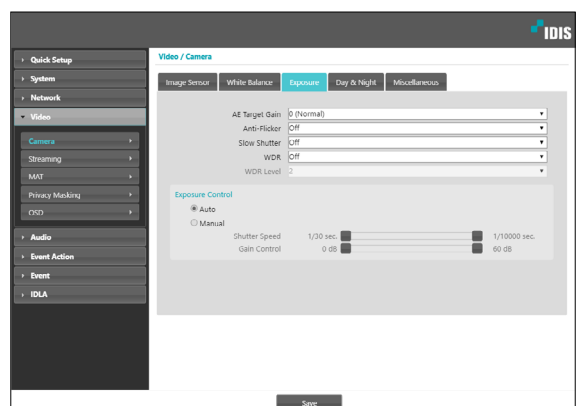 IDIS
Quick Setup
System
Network
Video
Camera
Streaming
MAT
Privacy Masking
OSD
Audio
Event Action
Event
IDLA
Video / Camera
Image Sensor White Balance Exposure Day & Night Miscellaneous
AE Target Gain 0 (Normal)
Anti-Flicker Off
Slow Shutter Off
WDR Off
WDR Level 2
Exposure Control
Auto
Manual
Shutter Speed 1/30 sec. 1/10000 sec.
Gain Control 0 dB 60 dB
Save